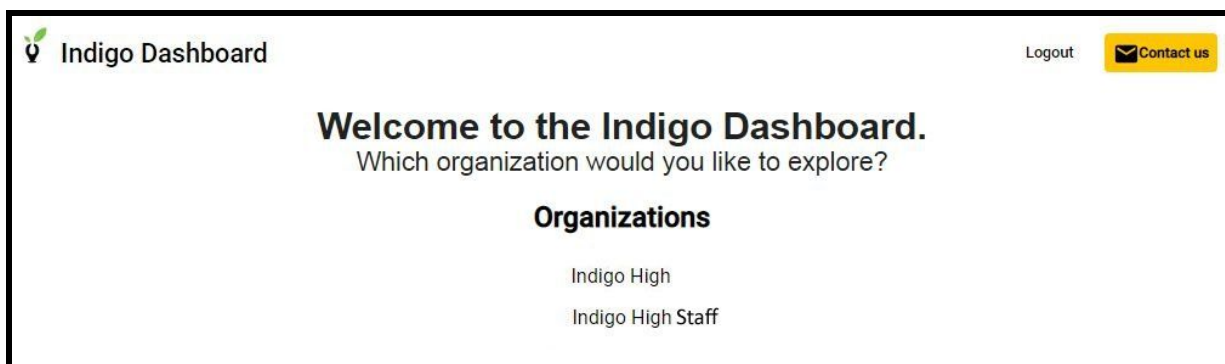 Indigo Dashboard Logout Contact us
Welcome to the Indigo Dashboard.
Which organization would you like to explore?
Organizations
Indigo High
Indigo High Staff